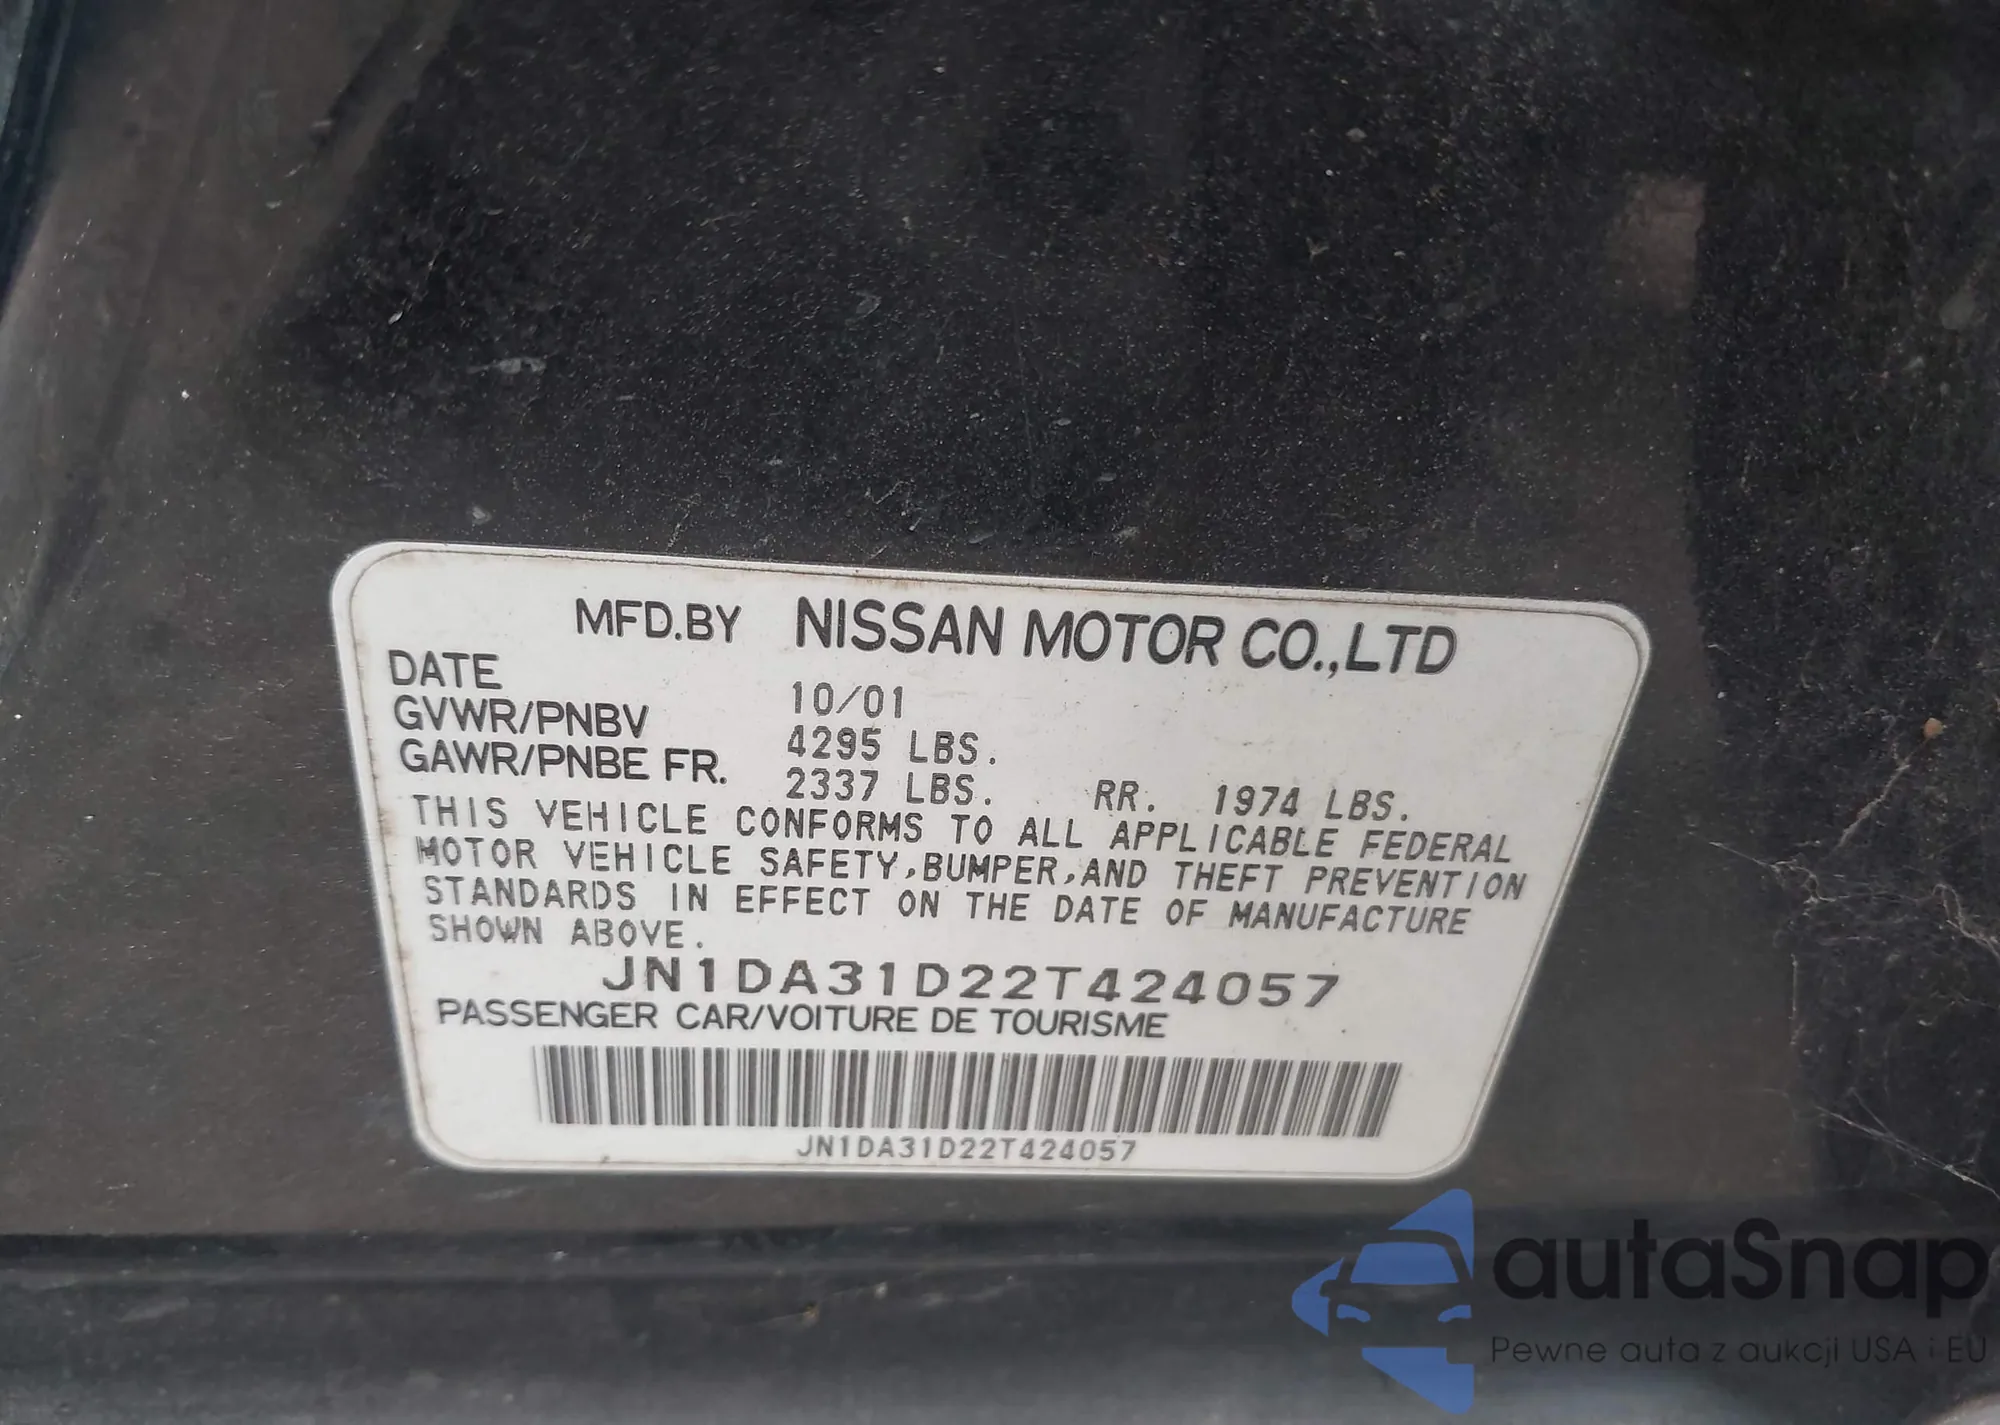 MFD.BY NISSAN MOTOR CO.,LTD
DATE 10/01
GVWR/PNBV 4295 LBS.
GAWR/PNBE FR. 2337 LBS. RR. 1974 LBS.
THIS VEHICLE CONFORMS TO ALL APPLICABLE FEDERAL
MOTOR VEHICLE SAFETY,BUMPER,AND THEFT PREVENTION
STANDARDS IN EFFECT ON THE DATE OF MANUFACTURE
SHOWN ABOVE.
JN1DA31D22T424057
PASSENGER CAR/VOITURE DE TOURISME
JN1DA31D22T424057
autaSnap
Pewne auta z aukcji USA i EU